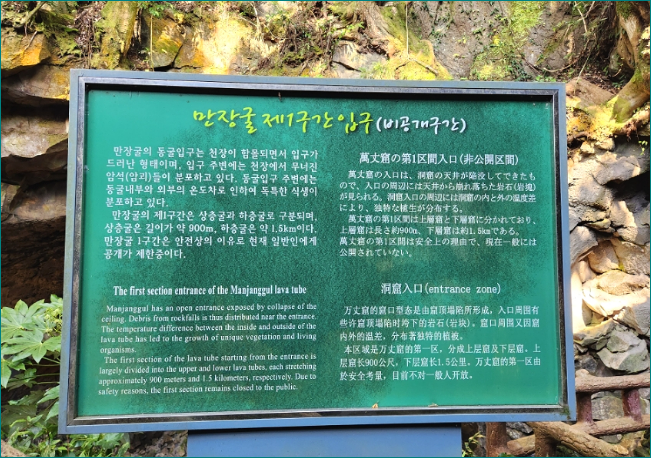 만장굴 제1구간 입구 (비공개구간)
만장굴의 동굴입구는 천장이 함몰되면서 입구가
드러난 형태이며, 입구 주변에는 천장에서 무너진
암석(암괴)들이 분포하고 있다. 동굴입구 주변에는
동굴내부와 외부의 온도차로 인하여 독특한 식생이
분포하고 있다.
만장굴의 제1구간은 상층굴과 하층굴로 구분되며,
상층굴은 길이가 약 900m, 하층굴은 약 1.5km이다.
만장굴 1구간은 안전상의 이유로 현재 일반인에게
공개가 제한중이다.
The first section entrance of the Manjanggul lava tube
Manjanggul has an open entrance exposed by collapse of the
ceiling. Debris from rockfalls is thus distributed near the entrance.
The temperature difference between the inside and outside of the
lava tube has led to the growth of unique vegetation and living
organisms.
The first section of the lava tube starting from the entrance is
largely divided into the upper and lower lava tubes, each stretching
approximately 900 meters and 1.5 kilometers, respectively. Due to
safety reasons, the first section remains closed to the public.
萬丈窟の第1区間入口(非公開区間)
萬丈窟の入口は、洞窟の天井が陥没してできたも
ので、入口の周辺には天井から崩れ落ちた岩石(岩塊)
が見られる。洞窟入口の周辺には洞窟の内と外の温度差
により、独特な植生が分布する。
萬丈窟の第1区間は上層窟と下層窟で分かれており、
上層窟は長さ約900m、下層窟は約1.5kmである。
萬丈窟の第1区間は安全上の理由で、現在一般には
公開されていない。
洞窟入口(entrance zone)
万丈窟的窟口型态是由窟顶塌陷所形成，入口周围有
些许窟顶塌陷时垮下的岩石(岩块)。窟口周围又因窟
内外的温差，分布著独特的植被。
本区域是万丈窟的第一区，分成上层窟及下层窟。上
层窟长900公尺，下层窟长1.5公里。万丈窟的第一区由
於安全考量，目前不对一般人开放。